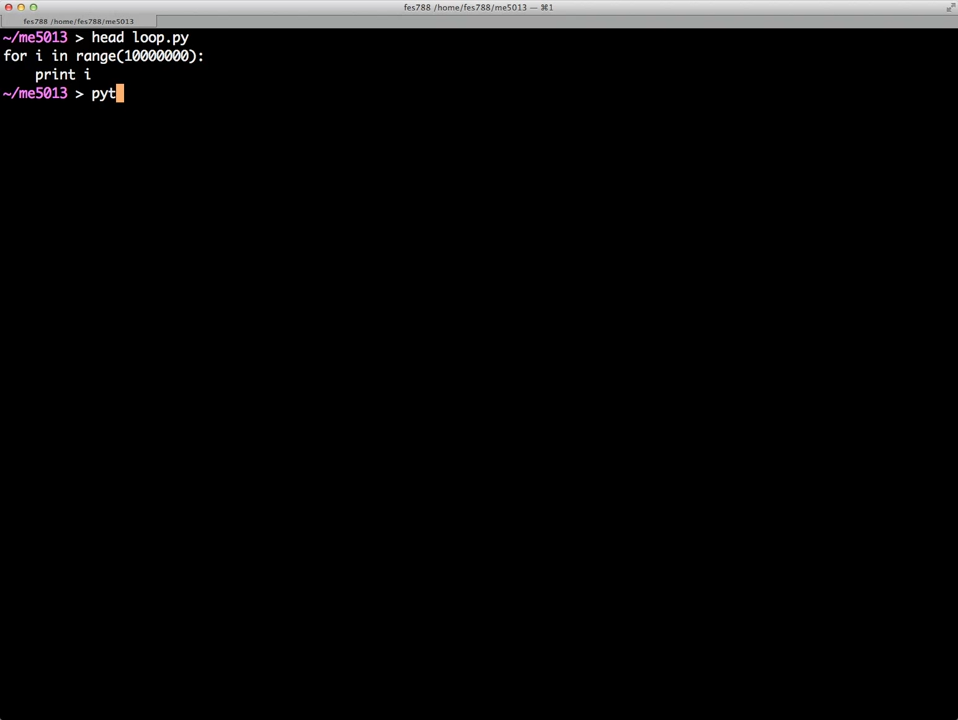 fes788 /home/fes788/me5013 — ⌘1
fes788 /home/fes788/me5013
~/me5013 > head loop.py
for i in range(10000000):
    print i
~/me5013 > pyt